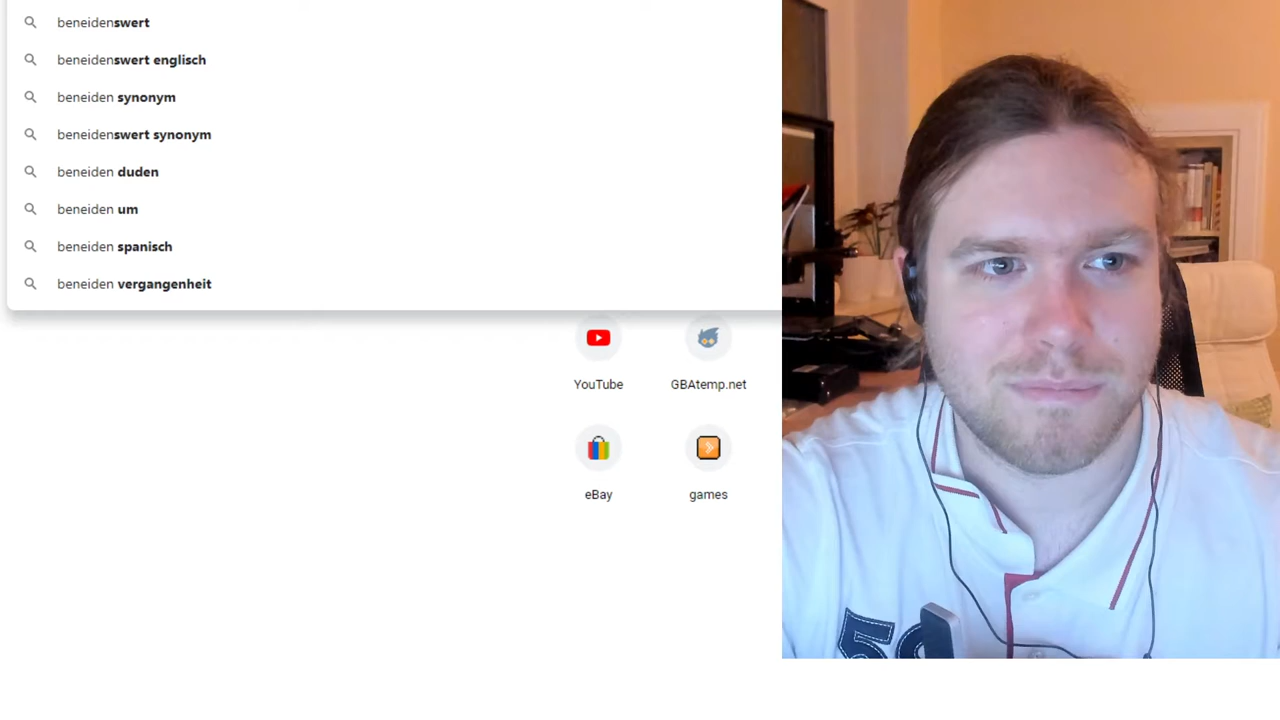 beneidenswert
beneidenswert englisch
beneiden synonym
beneidenswert synonym
beneiden duden
beneiden um
beneiden spanisch
beneiden vergangenheit
YouTube
GBAtemp.net
eBay
games